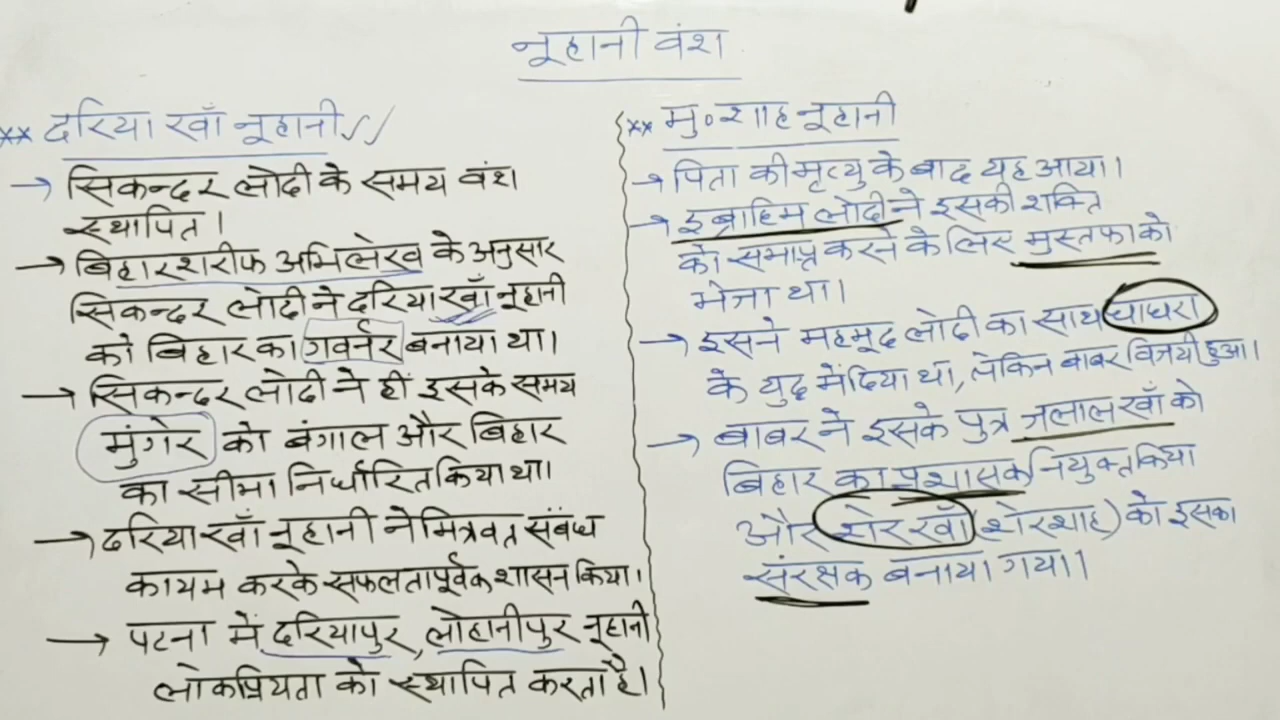 नूहानी वंश
** दरिया खाँ नूहानी
→ सिकन्दर लोदी के समय वंश
स्थापित।
→ बिहारशरीफ अभिलेख के अनुसार
सिकन्दर लोदी ने दरिया खाँ नूहानी
को बिहार का गवर्नर बनाया था।
→ सिकन्दर लोदी ने हीं इसके समय
मुंगेर को बंगाल और बिहार
का सीमा निर्धारित किया था।
→ दरिया खाँ नूहानी ने मित्रवत संबंध
कायम करके सफलतापूर्वक शासन किया।
→ पटना में दरियापुर, लोहानीपुर नूहानी
लोकप्रियता को स्थापित करता है।
** मु० शाह नूहानी
→ पिता की मृत्यु के बाद यह आया।
→ इब्राहिम लोदी ने इसकी शक्ति
को समाप्त करने के लिए मुस्तफा को
भेजा था।
→ इसने महमूद लोदी का साथ घाघरा
के युद्ध में दिया था, लेकिन बाबर विजयी हुआ।
→ बाबर ने इसके पुत्र जलाल खाँ को
बिहार का प्रशासक नियुक्त किया
और शेर खाँ (शेरशाह) को इसका
संरक्षक बनाया गया।